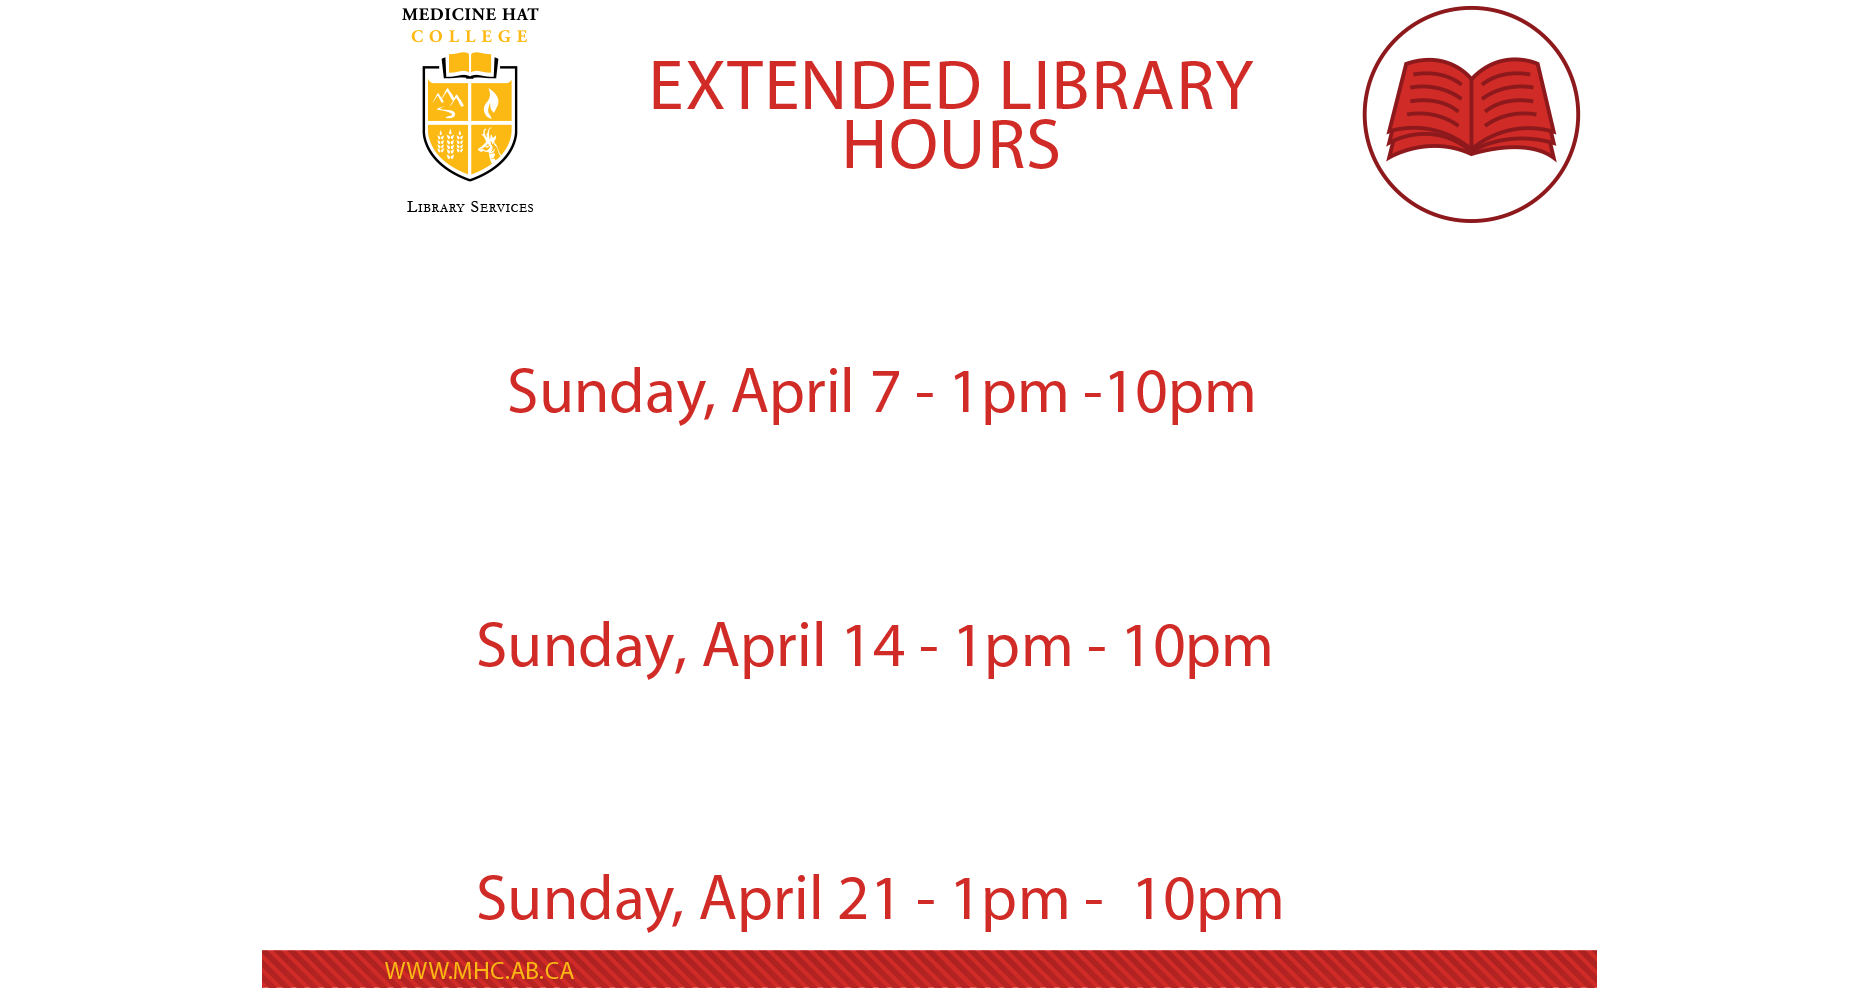 MEDICINE HAT
COLLEGE
LIBRARY SERVICES
EXTENDED LIBRARY
HOURS
Sunday, April 7 - 1pm -10pm
Sunday, April 14 - 1pm - 10pm
Sunday, April 21 - 1pm -  10pm
WWW.MHC.AB.CA